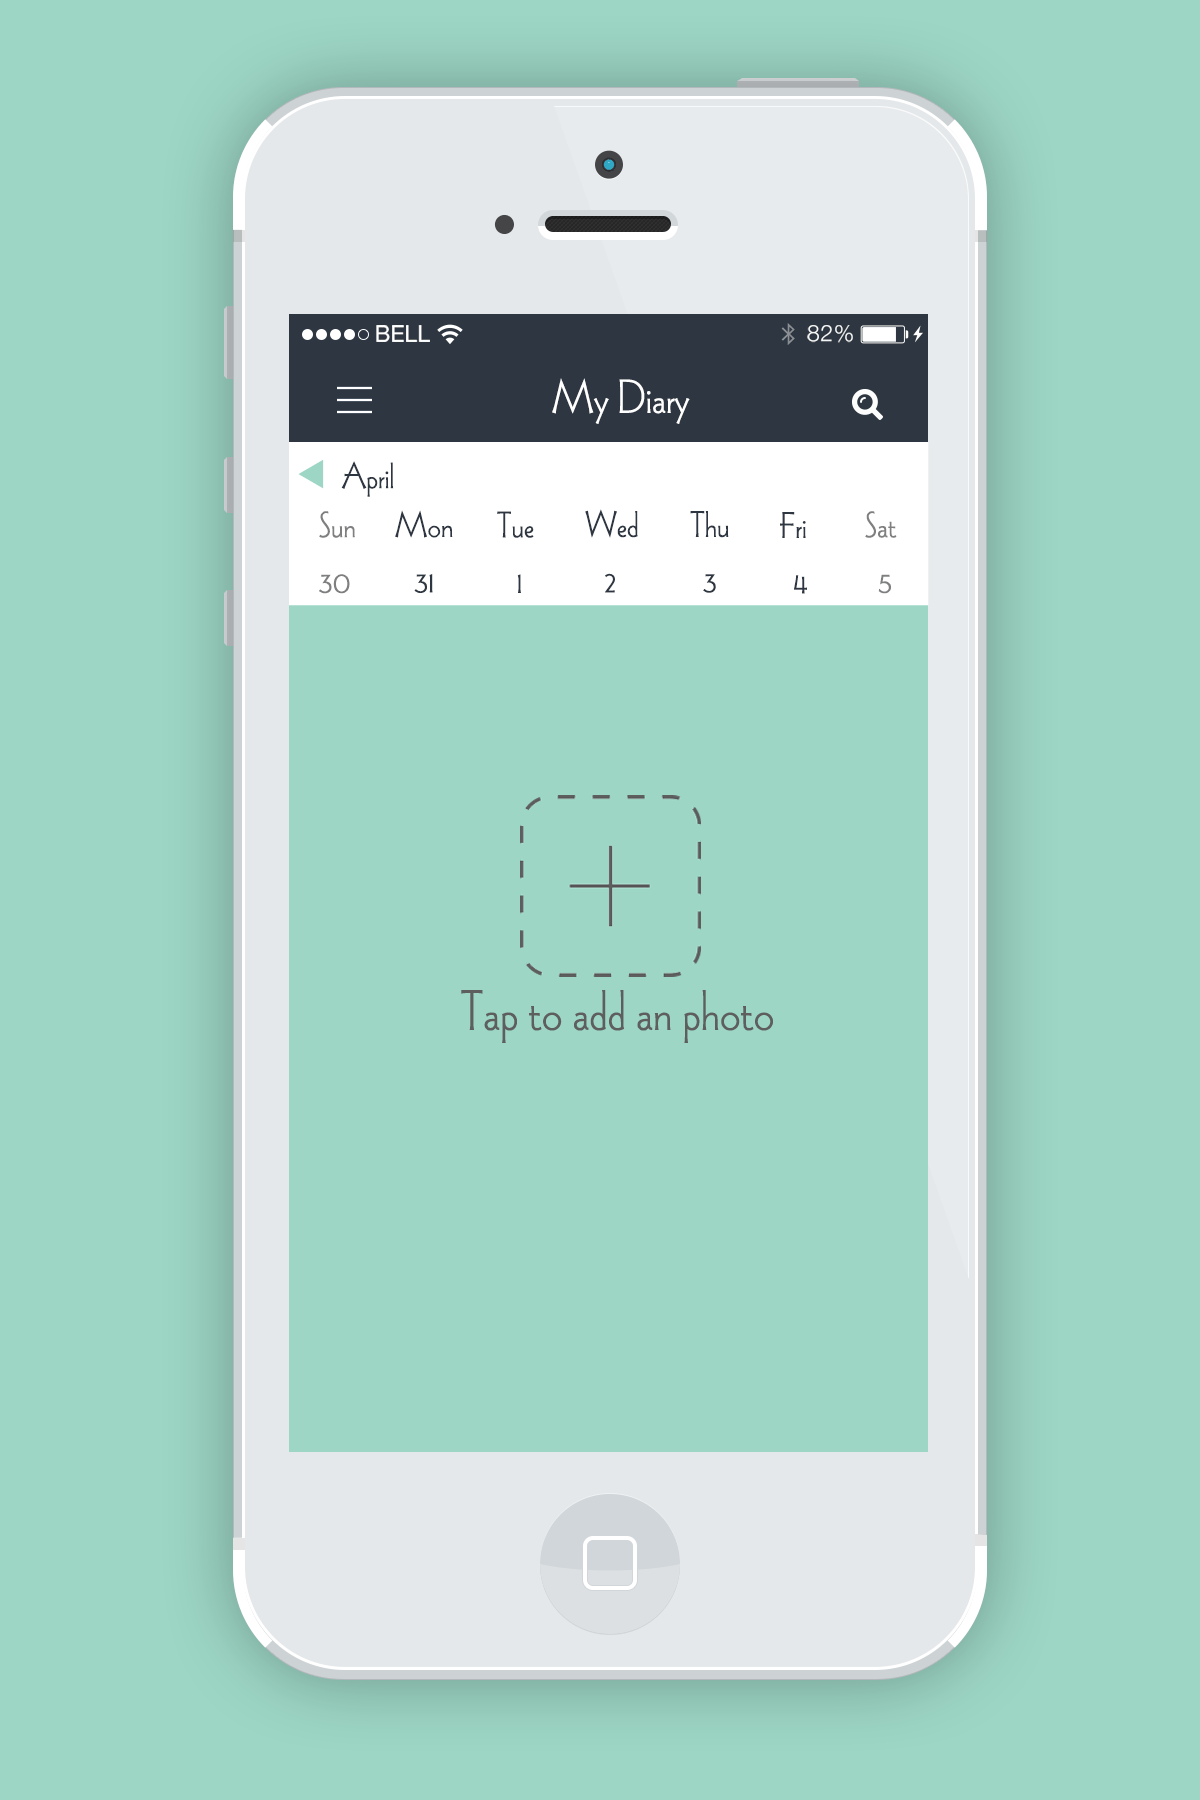 BELL 82%
My Diary
April
Sun Mon Tue Wed Thu Fri Sat
30 31 1 2 3 4 5
Tap to add an photo